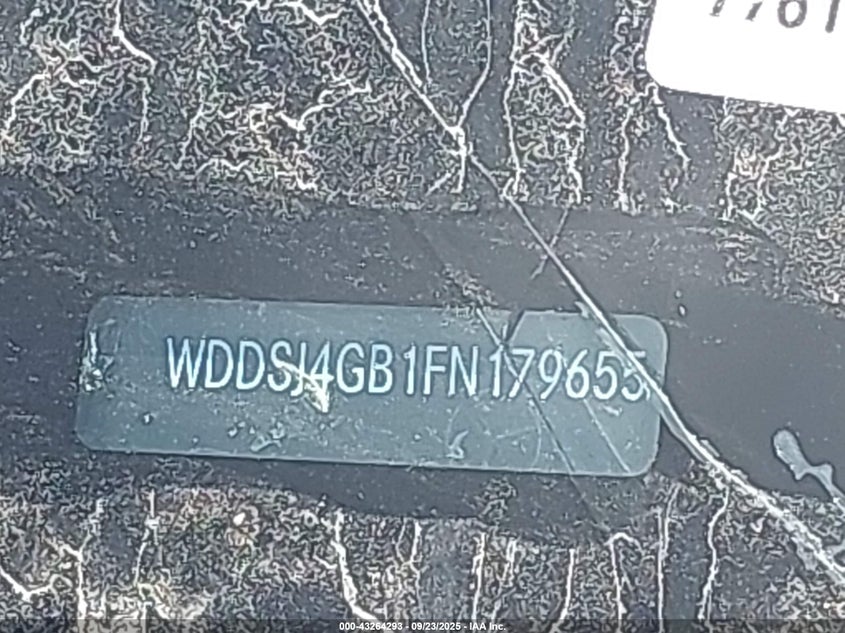 WDDSJ4GB1FN179655
000-43264293 - 09/23/2025 - IAA Inc.